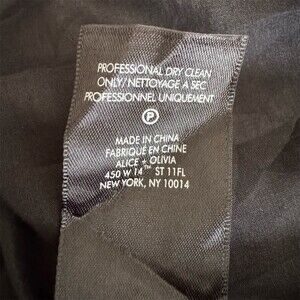 PROFESSIONAL DRY CLEAN
ONLY/NETTOYAGE A SEC
PROFESSIONNEL UNIQUEMENT
P
MADE IN CHINA
FABRIQUE EN CHINE
ALICE + OLIVIA
450 W 14TH ST 11FL
NEW YORK, NY 10014